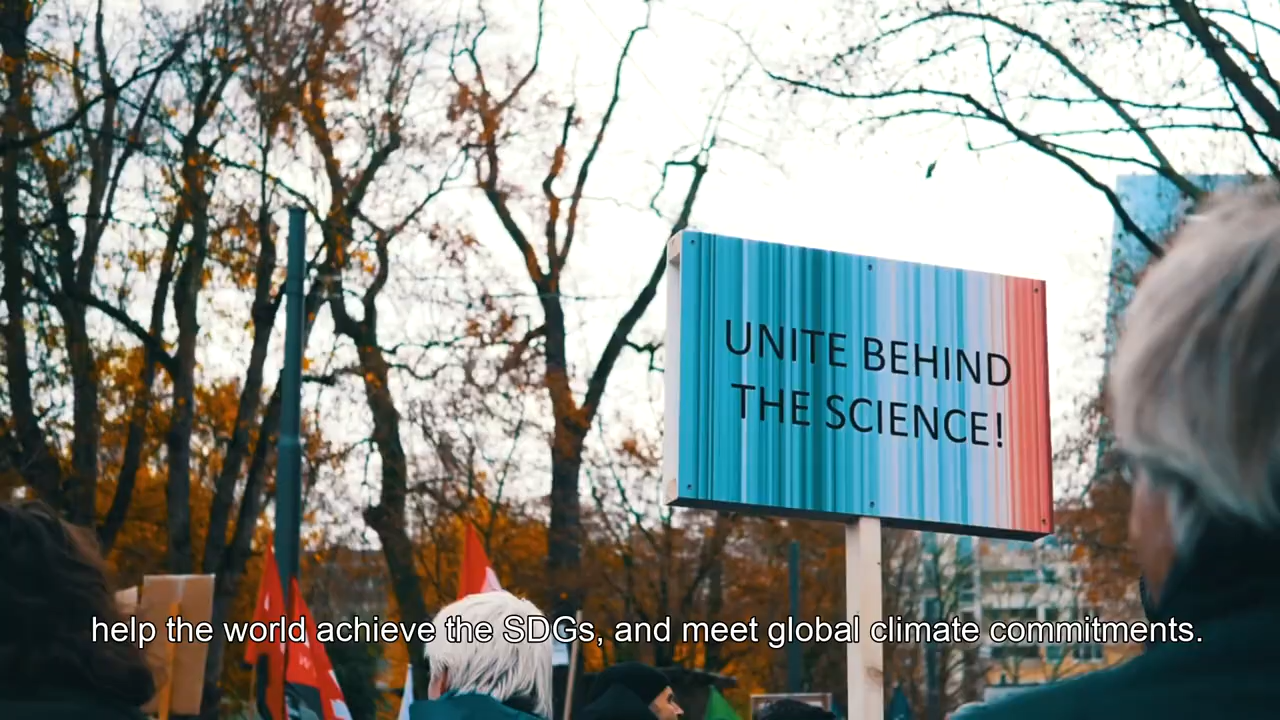 UNITE BEHIND
THE SCIENCE!
help the world achieve the SDGs, and meet global climate commitments.